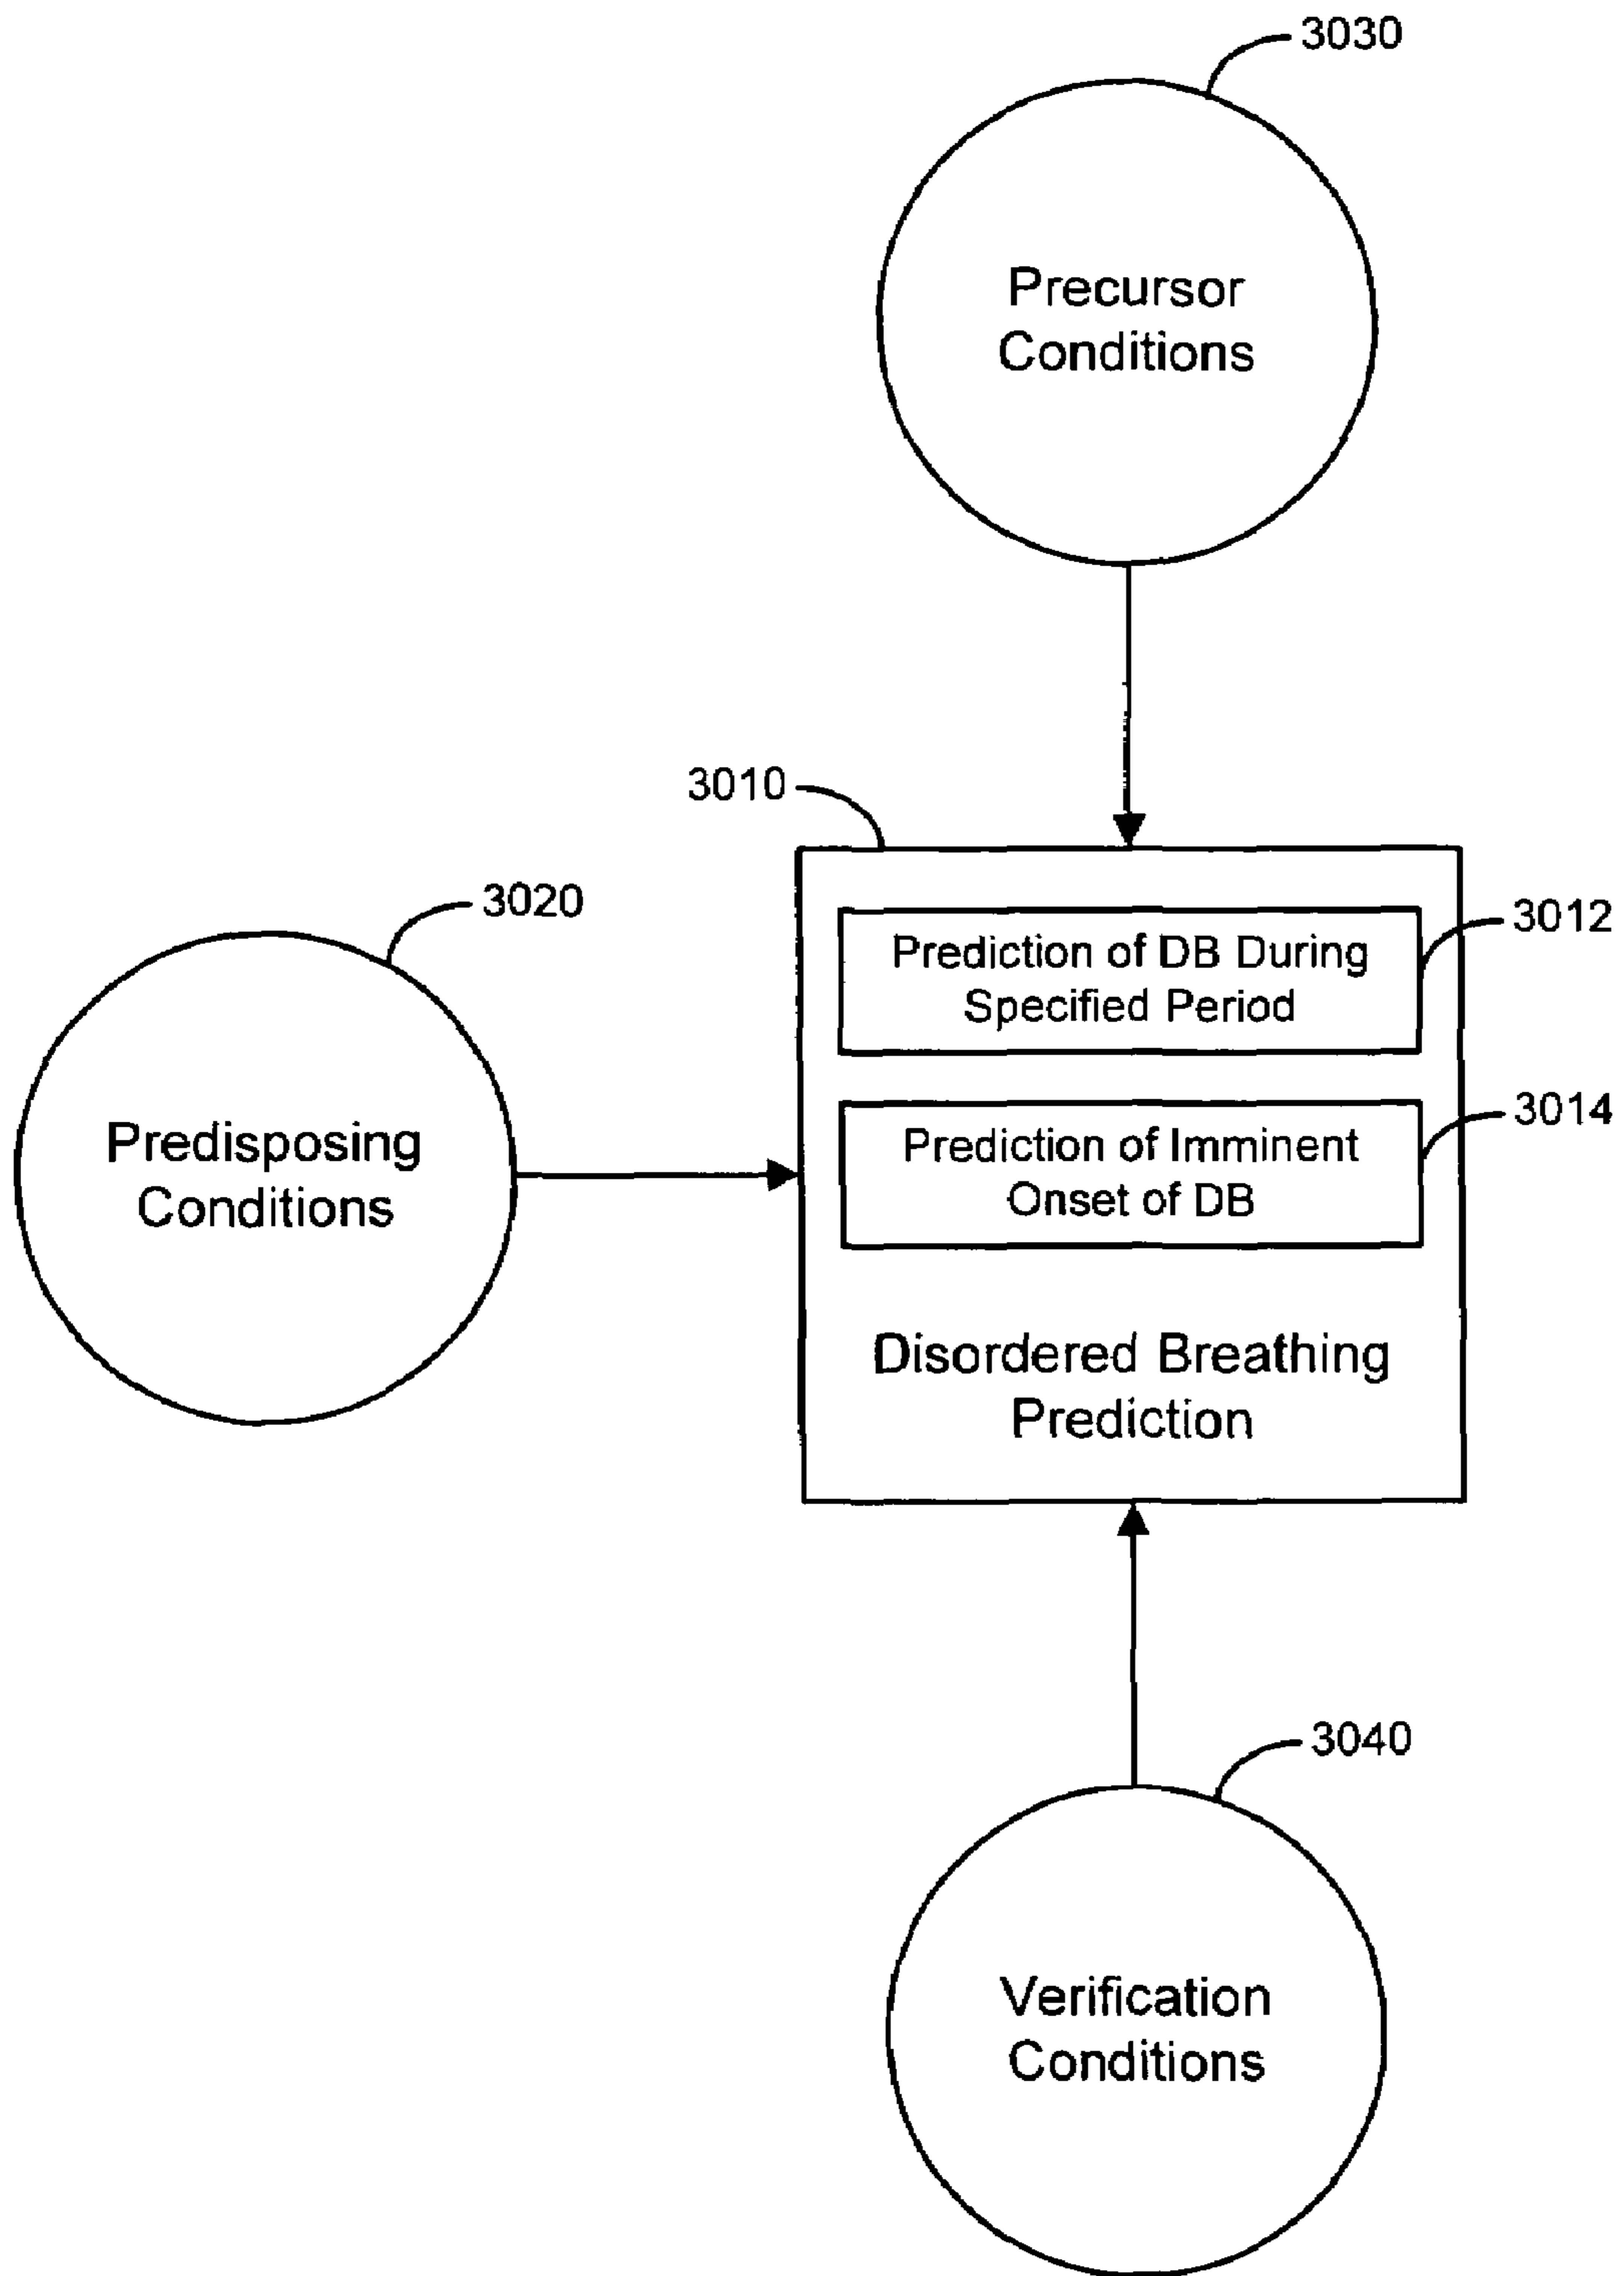 3030
Precursor
Conditions
3010
3020
3012
Prediction of DB During
Specified Period
3014
Prediction of Imminent
Onset of DB
Predisposing
Conditions
Disordered Breathing
Prediction
3040
Verification
Conditions